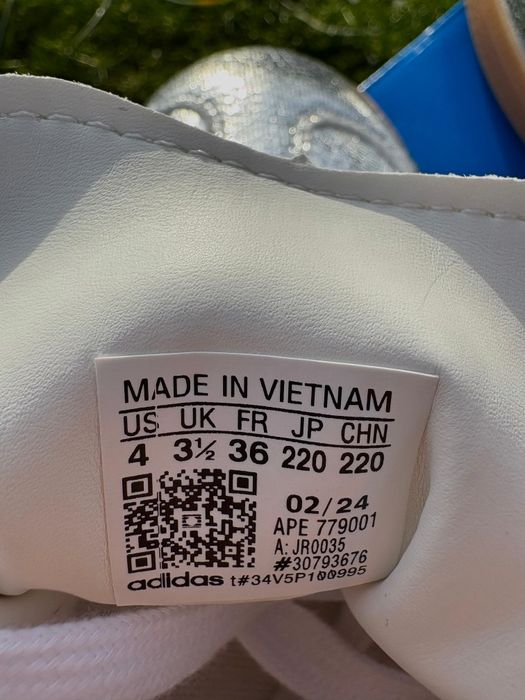 MADE IN VIETNAM
US UK FR JP CHN
4 3½ 36 220 220
02/24
APE 779001
A: JR0035
#30793676
adidas t#34V5P100995